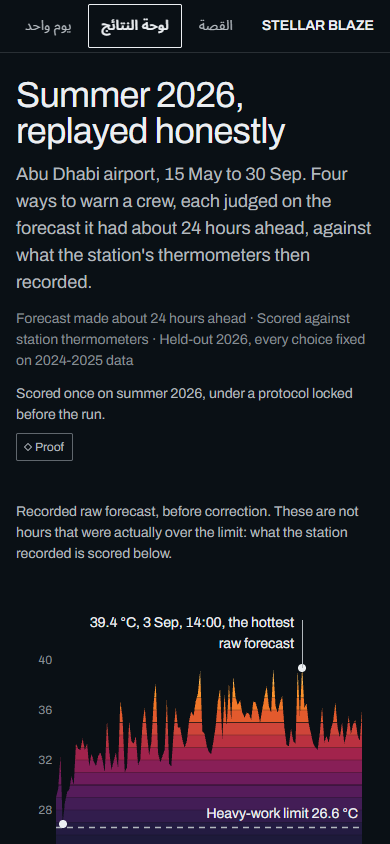 STELLAR BLAZE
القصة
لوحة النتائج
يوم واحد
Summer 2026,
replayed honestly
Abu Dhabi airport, 15 May to 30 Sep. Four
ways to warn a crew, each judged on the
forecast it had about 24 hours ahead, against
what the station's thermometers then
recorded.
Forecast made about 24 hours ahead · Scored against
station thermometers · Held-out 2026, every choice fixed
on 2024-2025 data
Scored once on summer 2026, under a protocol locked
before the run.
◇ Proof
Recorded raw forecast, before correction. These are not
hours that were actually over the limit: what the station
recorded is scored below.
39.4 °C, 3 Sep, 14:00, the hottest
raw forecast
40
36
32
28
Heavy-work limit 26.6 °C